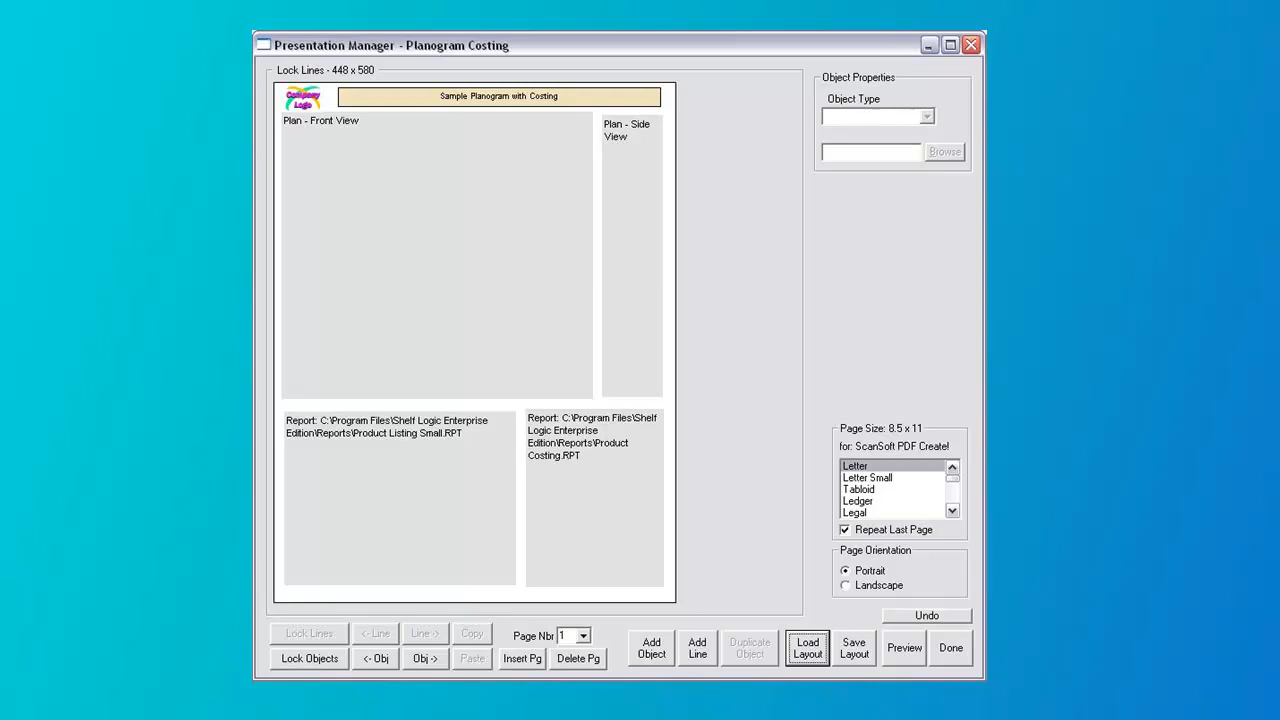 Presentation Manager - Planogram Costing
Lock Lines - 448 x 580
Company
Logo
Sample Planogram with Costing
Plan - Front View
Plan - Side
View
Report: C:\Program Files\Shelf Logic Enterprise
Edition\Reports\Product Listing Small.RPT
Report: C:\Program Files\Shelf
Logic Enterprise
Edition\Reports\Product
Costing.RPT
Object Properties
Object Type
Browse
Page Size: 8.5 x 11
for: ScanSoft PDF Create!
Letter
Letter Small
Tabloid
Ledger
Legal
Repeat Last Page
Page Orientation
Portrait
Landscape
Undo
Lock Lines
<- Line
Line ->
Copy
Page Nbr 1
Lock Objects
<- Obj
Obj ->
Paste
Insert Pg
Delete Pg
Add
Object
Add
Line
Duplicate
Object
Load
Layout
Save
Layout
Preview
Done